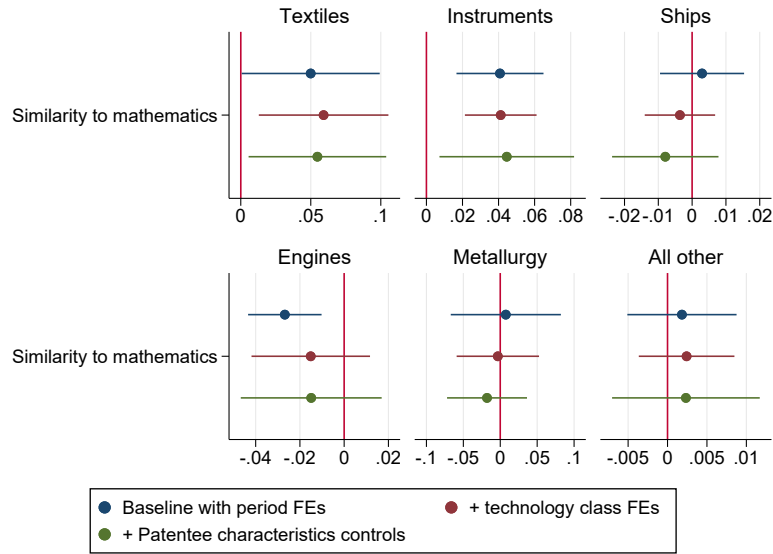 Textiles Instruments Ships
Similarity to mathematics
0 .05 .1 0 .02 .04 .06 .08 -.02 -.01 0 .01 .02
Engines Metallurgy All other
Similarity to mathematics
-.04 -.02 0 .02 -.1 -.05 0 .05 .1 -.005 0 .005 .01
Baseline with period FEs + technology class FEs
+ Patentee characteristics controls